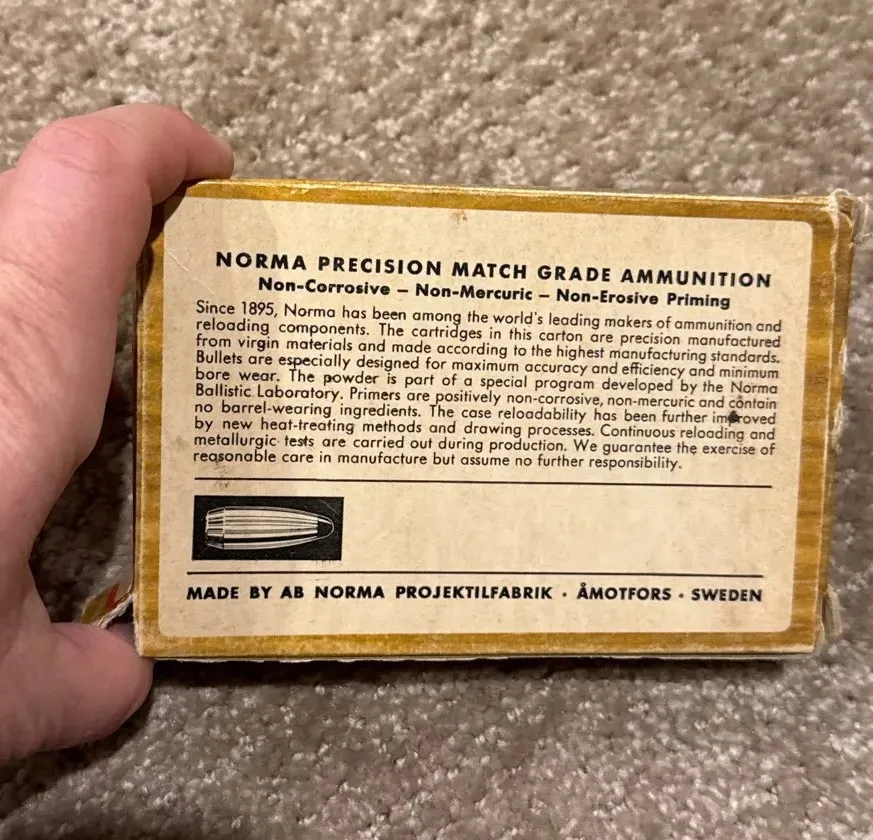 NORMA PRECISION MATCH GRADE AMMUNITION
Non-Corrosive – Non-Mercuric – Non-Erosive Priming
Since 1895, Norma has been among the world's leading makers of ammunition and
reloading components. The cartridges in this carton are precision manufactured
from virgin materials and made according to the highest manufacturing standards.
Bullets are especially designed for maximum accuracy and efficiency and minimum
bore wear. The powder is part of a special program developed by the Norma
Ballistic Laboratory. Primers are positively non-corrosive, non-mercuric and contain
no barrel-wearing ingredients. The case reloadability has been further improved
by new heat-treating methods and drawing processes. Continuous reloading and
metallurgic tests are carried out during production. We guarantee the exercise of
reasonable care in manufacture but assume no further responsibility.
MADE BY AB NORMA PROJEKTILFABRIK · ÅMOTFORS · SWEDEN